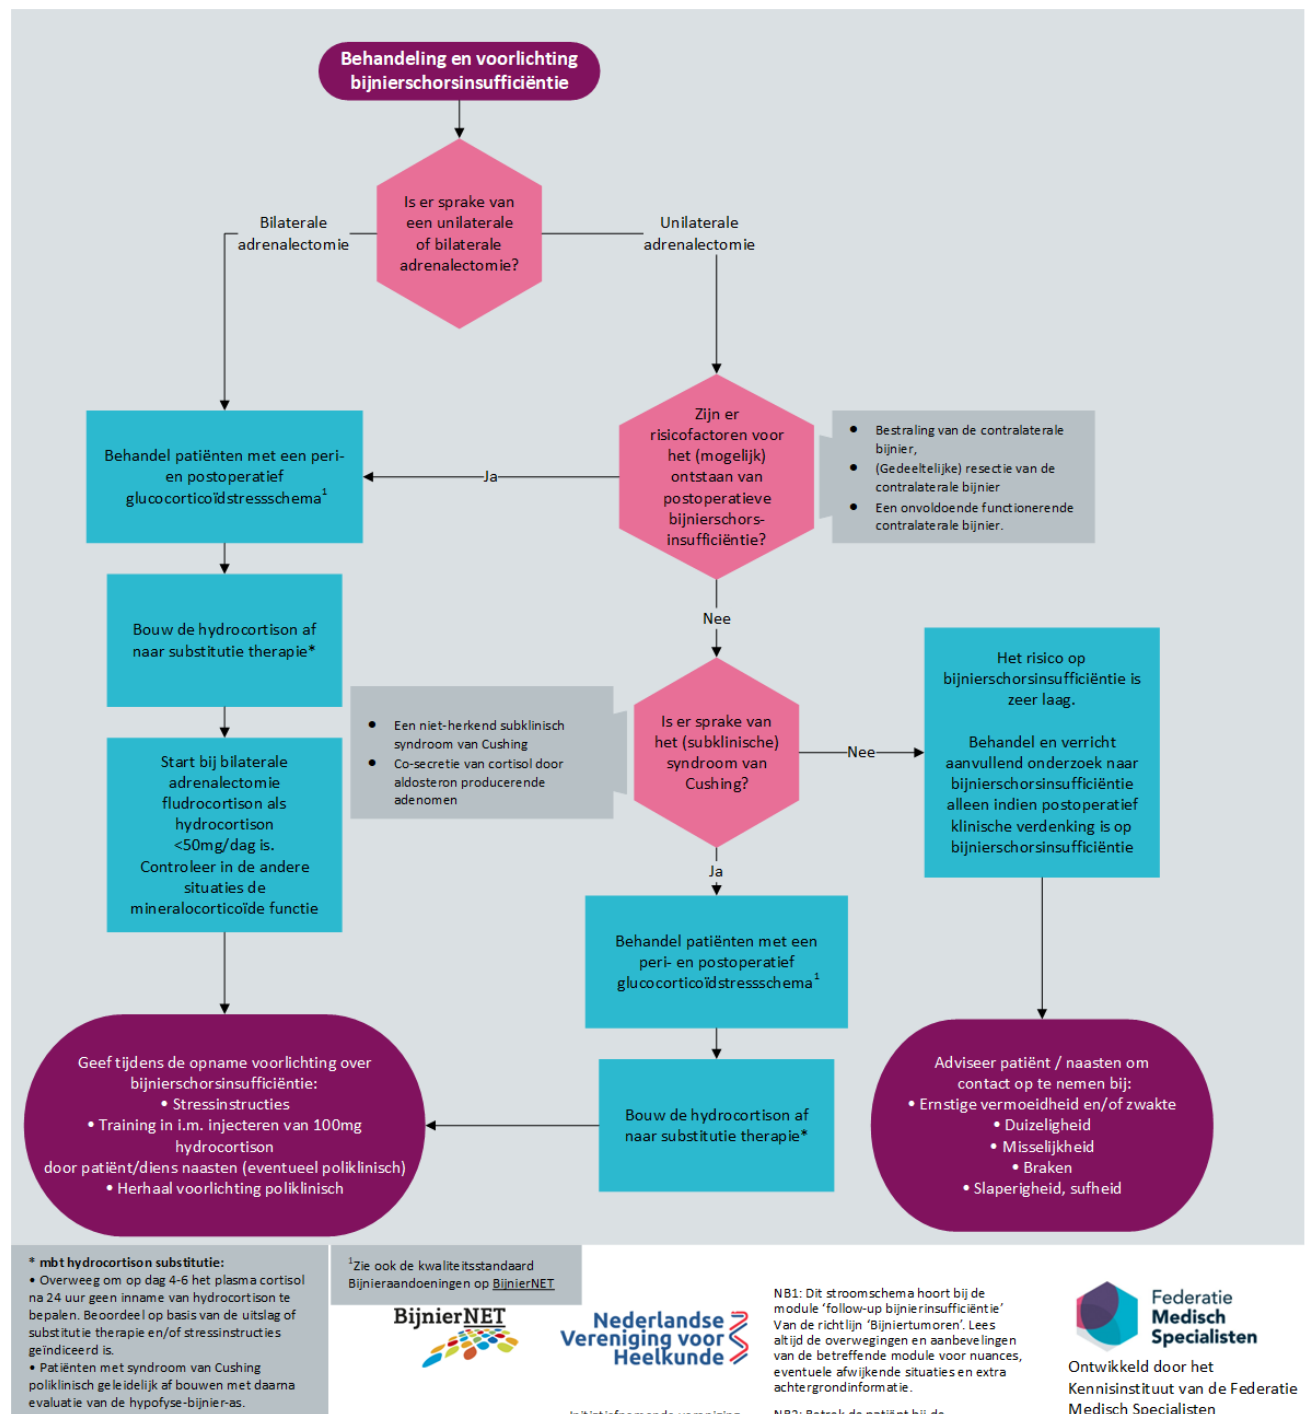 Behandeling en voorlichting
bijnierschorsinsufficiëntie
Is er sprake van
een unilaterale
of bilaterale
adrenalectomie?
Bilaterale
adrenalectomie
Unilaterale
adrenalectomie
Zijn er
risicofactoren voor
het (mogelijk)
ontstaan van
postoperatieve
bijnierschors-
insufficiëntie?
• Bestraling van de contralaterale
bijnier,
• (Gedeeltelijke) resectie van de
contralaterale bijnier
• Een onvoldoende functionerende
contralaterale bijnier.
Ja
Behandel patiënten met een peri-
en postoperatief
glucocorticoïdstressschema¹
Bouw de hydrocortison af
naar substitutie therapie*
Start bij bilaterale
adrenalectomie
fludrocortison als
hydrocortison
<50mg/dag is.
Controleer in de andere
situaties de
mineralocorticoïde functie
Nee
• Een niet-herkend subklinisch
syndroom van Cushing
• Co-secretie van cortisol door
aldosteron producerende
adenomen
Is er sprake van
het (subklinische)
syndroom van
Cushing?
Nee
Het risico op
bijnierschorsinsufficiëntie is
zeer laag.
Behandel en verricht
aanvullend onderzoek naar
bijnierschorsinsufficiëntie
alleen indien postoperatief
klinische verdenking is op
bijnierschorsinsufficiëntie
Ja
Behandel patiënten met een
peri- en postoperatief
glucocorticoïdstressschema¹
Bouw de hydrocortison af
naar substitutie therapie*
Geef tijdens de opname voorlichting over
bijnierschorsinsufficiëntie:
• Stressinstructies
• Training in i.m. injecteren van 100mg
hydrocortison
door patiënt/diens naasten (eventueel poliklinisch)
• Herhaal voorlichting poliklinisch
Adviseer patiënt / naasten om
contact op te nemen bij:
• Ernstige vermoeidheid en/of zwakte
• Duizeligheid
• Misselijkheid
• Braken
• Slaperigheid, sufheid
* mbt hydrocortison substitutie:
• Overweeg om op dag 4-6 het plasma cortisol
na 24 uur geen inname van hydrocortison te
bepalen. Beoordeel op basis van de uitslag of
substitutie therapie en/of stressinstructies
geïndiceerd is.
• Patiënten met syndroom van Cushing
poliklinisch geleidelijk af bouwen met daarna
evaluatie van de hypofyse-bijnier-as.
¹Zie ook de kwaliteitsstandaard
Bijnieraandoeningen op BijnierNET
BijnierNET
Nederlandse
Vereniging voor
Heelkunde
NB1: Dit stroomschema hoort bij de
module ‘follow-up bijnierinsufficiëntie’
Van de richtlijn ‘Bijniertumoren’. Lees
altijd de overwegingen en aanbevelingen
van de betreffende module voor nuances,
eventuele afwijkende situaties en extra
achtergrondinformatie.
NB2: Betrek de patiënt bij de
Federatie
Medisch
Specialisten
Ontwikkeld door het
Kennisinstituut van de Federatie
Medisch Specialisten